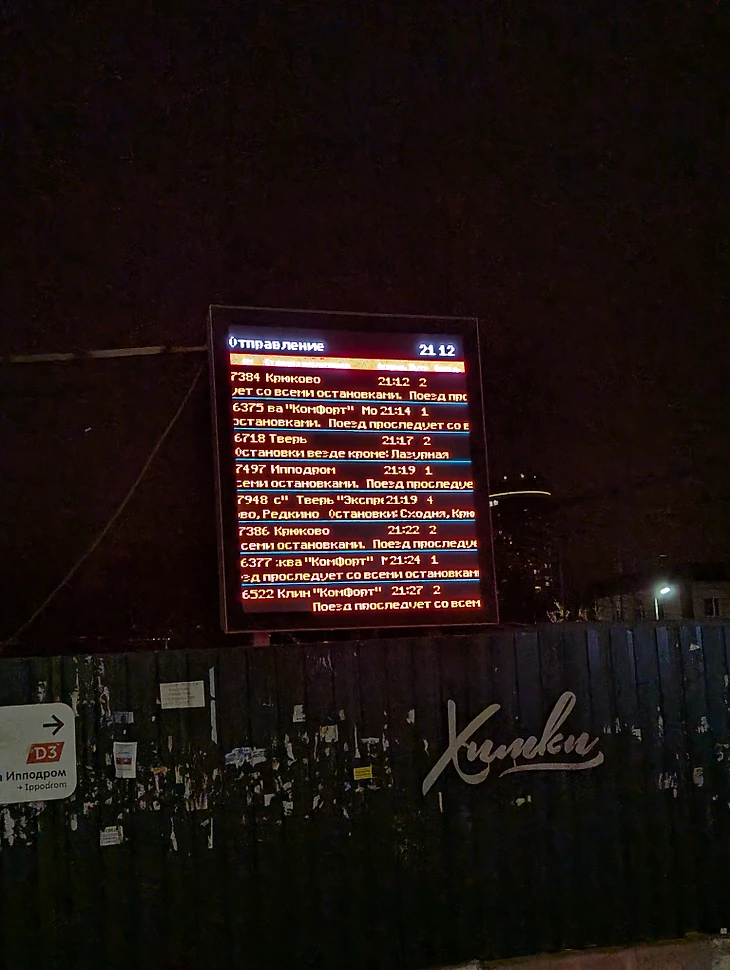 Отправление 21 12
7384 Крюково 21:12 2
ует со всеми остановками. Поезд прс
6375 ва "Комфорт" Мо 21:14 1
остановками. Поезд проследует со в
6718 Тверь 21:17 2
Остановки везде кроме: Лазурная
7497 Ипподром 21:19 1
семи остановками. Поезд проследуе
7948 с" Тверь "Экспре 21:19 4
во, Редкино Остановки: Сходня, Крю
7386 Крюково 21:22 2
семи остановками. Поезд проследуе
6377 ква "Комфорт" М 21:24 1
зд проследует со всеми остановкам
6522 Клин "Комфорт" 21:27 2
Поезд проследует со всем
Химки
→
D3
а Ипподром
→ Ippodrom